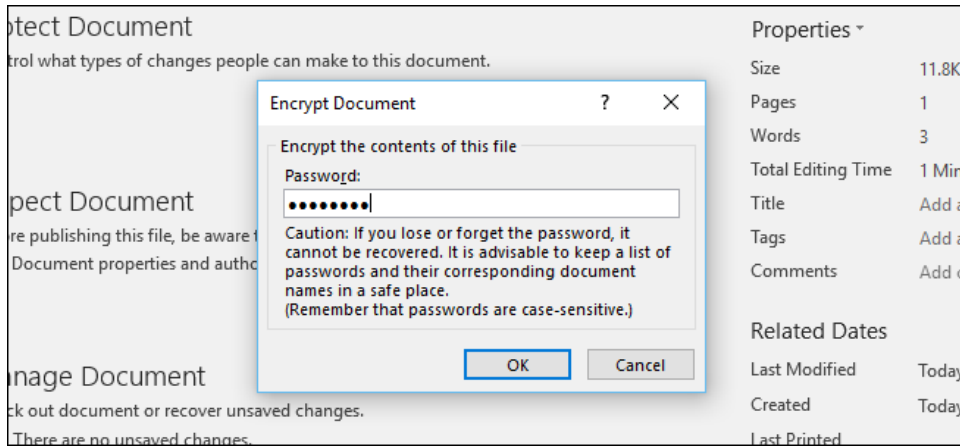 tect Document
trol what types of changes people can make to this document.
Encrypt Document
?
Encrypt the contents of this file
Password:
••••••••
Caution: If you lose or forget the password, it
cannot be recovered. It is advisable to keep a list of
passwords and their corresponding document
names in a safe place.
(Remember that passwords are case-sensitive.)
OK Cancel
pect Document
re publishing this file, be aware t
Document properties and autho
nage Document
ck out document or recover unsaved changes.
There are no unsaved changes.
Properties
Size 11.8K
Pages 1
Words 3
Total Editing Time 1 Min
Title Add a
Tags Add a
Comments Add
Related Dates
Last Modified Today
Created Today
Last Printed